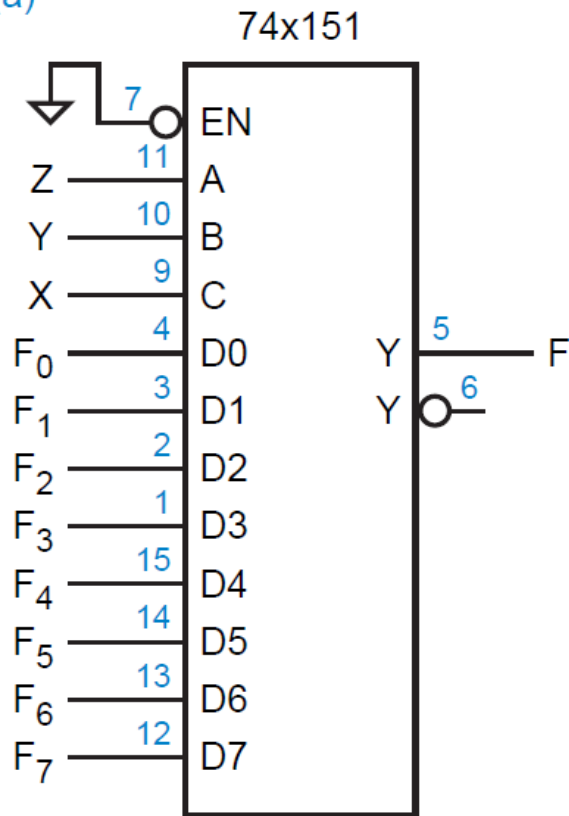 a)
74x151
7 EN
Z 11 A
Y 10 B
X 9 C
F0 4 D0 Y 5 F
F1 3 D1 Y 6
F2 2 D2
F3 1 D3
F4 15 D4
F5 14 D5
F6 13 D6
F7 12 D7